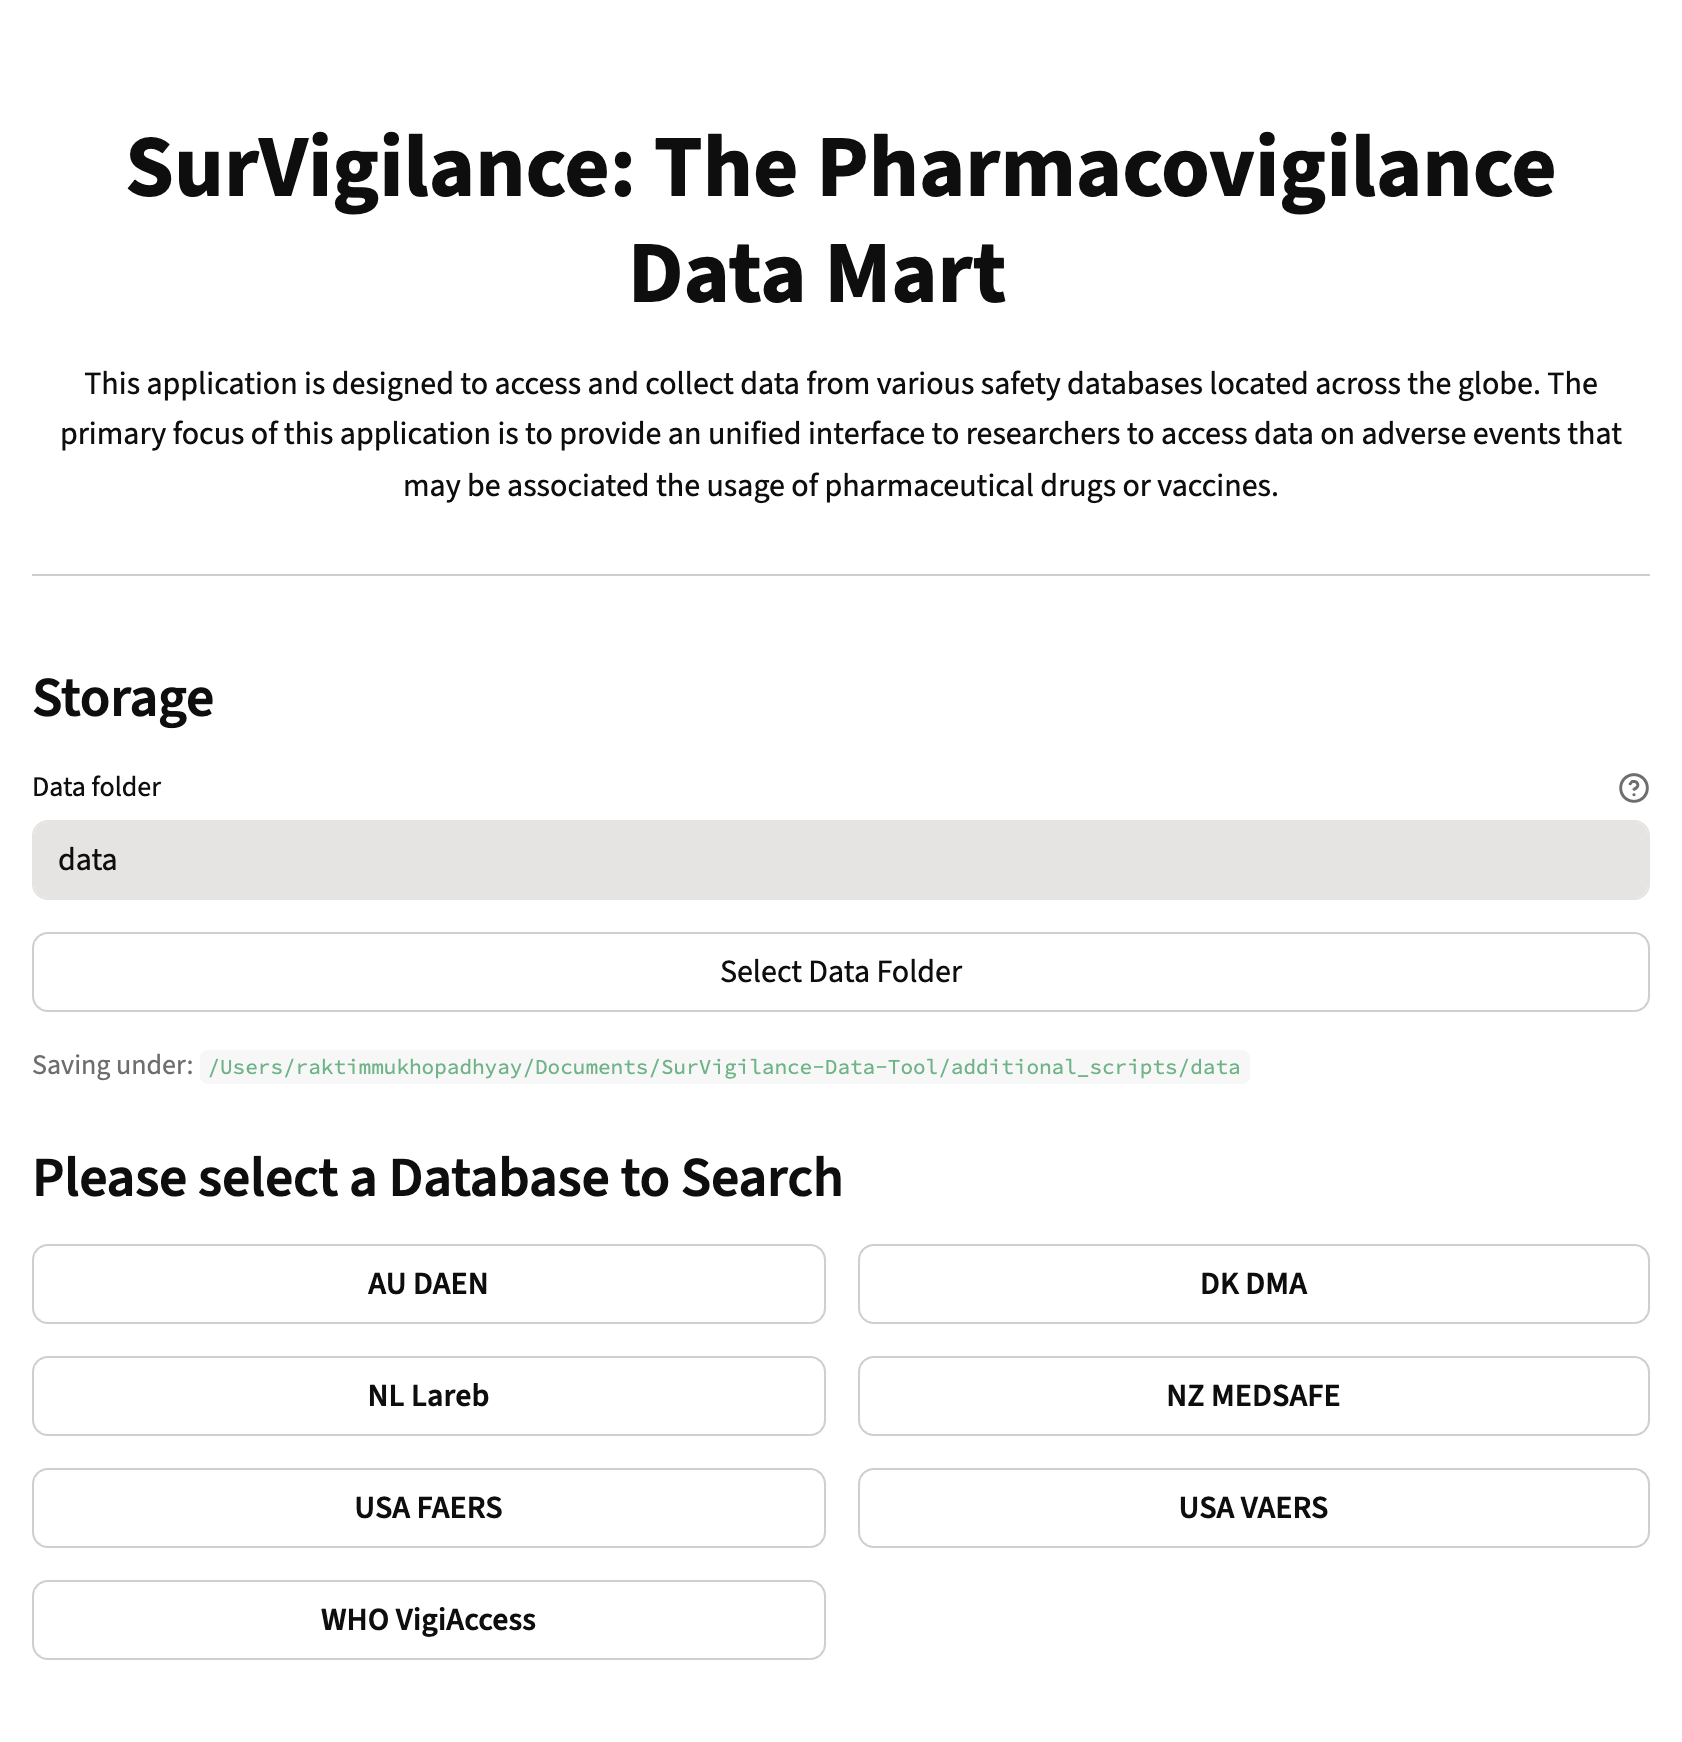 SurVigilance: The Pharmacovigilance
Data Mart
This application is designed to access and collect data from various safety databases located across the globe. The
primary focus of this application is to provide an unified interface to researchers to access data on adverse events that
may be associated the usage of pharmaceutical drugs or vaccines.
Storage
Data folder
data
Select Data Folder
Saving under: /Users/raktimmukhopadhyay/Documents/SurVigilance-Data-Tool/additional_scripts/data
Please select a Database to Search
AU DAEN
DK DMA
NL Lareb
NZ MEDSAFE
USA FAERS
USA VAERS
WHO VigiAccess